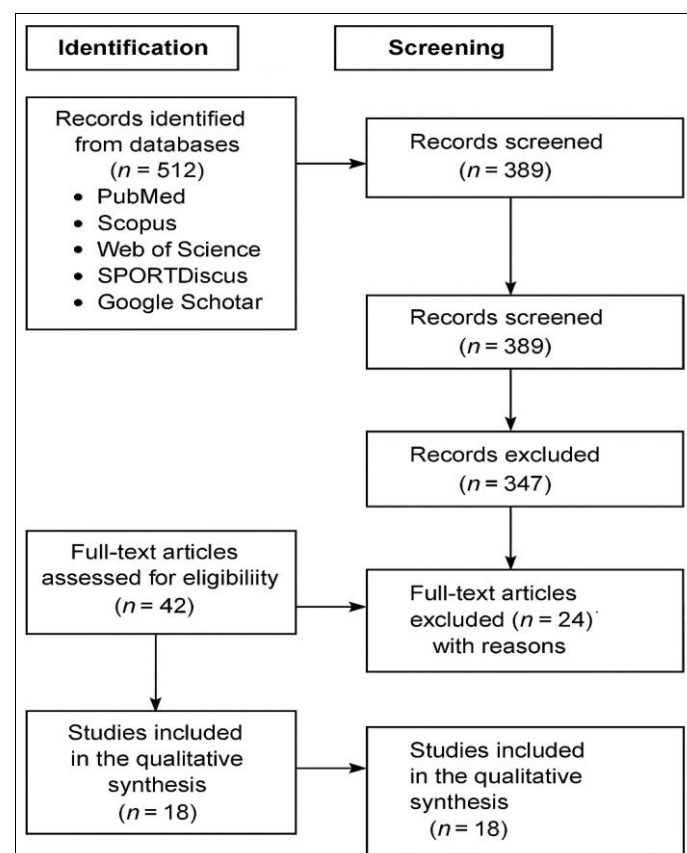 Identification
Screening
Records identified
from databases
(n = 512)
• PubMed
• Scopus
• Web of Science
• SPORTDiscus
• Google Schotar
Records screened
(n = 389)
Records screened
(n = 389)
Records excluded
(n = 347)
Full-text articles
assessed for eligibiliity
(n = 42)
Full-text articles
excluded (n = 24)
with reasons
Studies included
in the qualitative
synthesis
(n = 18)
Studies included
in the qualitative
synthesis
(n = 18)